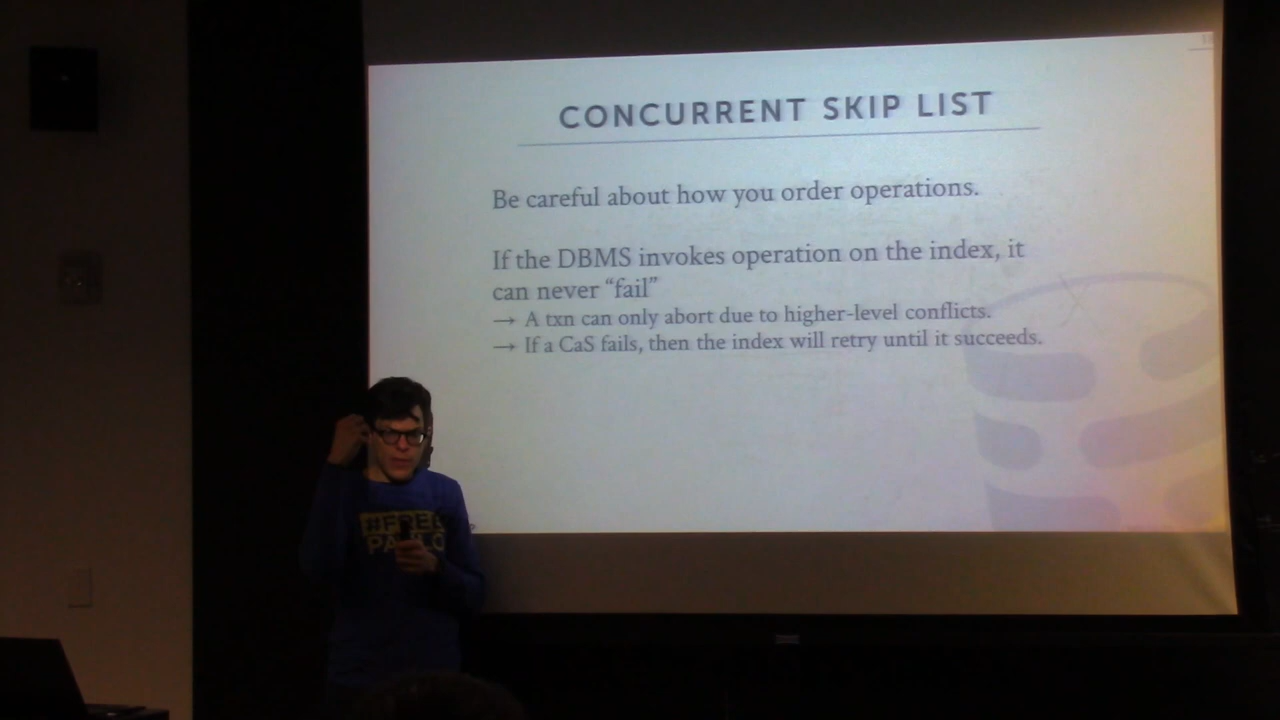 CONCURRENT SKIP LIST
Be careful about how you order operations.
If the DBMS invokes operation on the index, it
can never “fail”
→ A txn can only abort due to higher-level conflicts.
→ If a CaS fails, then the index will retry until it succeeds.
#FREE